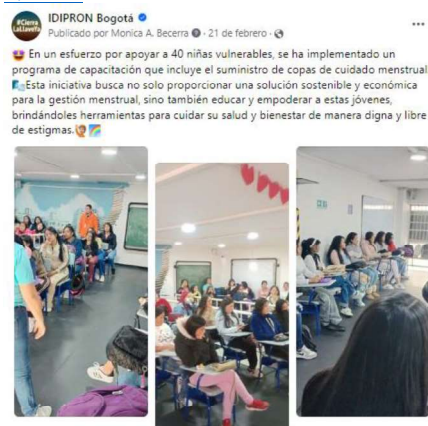 #Cierra
LaLlaveYa
IDIPRON Bogotá
Publicado por Monica A. Becerra · 21 de febrero ·
En un esfuerzo por apoyar a 40 niñas vulnerables, se ha implementado un
programa de capacitación que incluye el suministro de copas de cuidado menstrual
Esta iniciativa busca no solo proporcionar una solución sostenible y económica
para la gestión menstrual, sino también educar y empoderar a estas jóvenes,
brindándoles herramientas para cuidar su salud y bienestar de manera digna y libre
de estigmas.